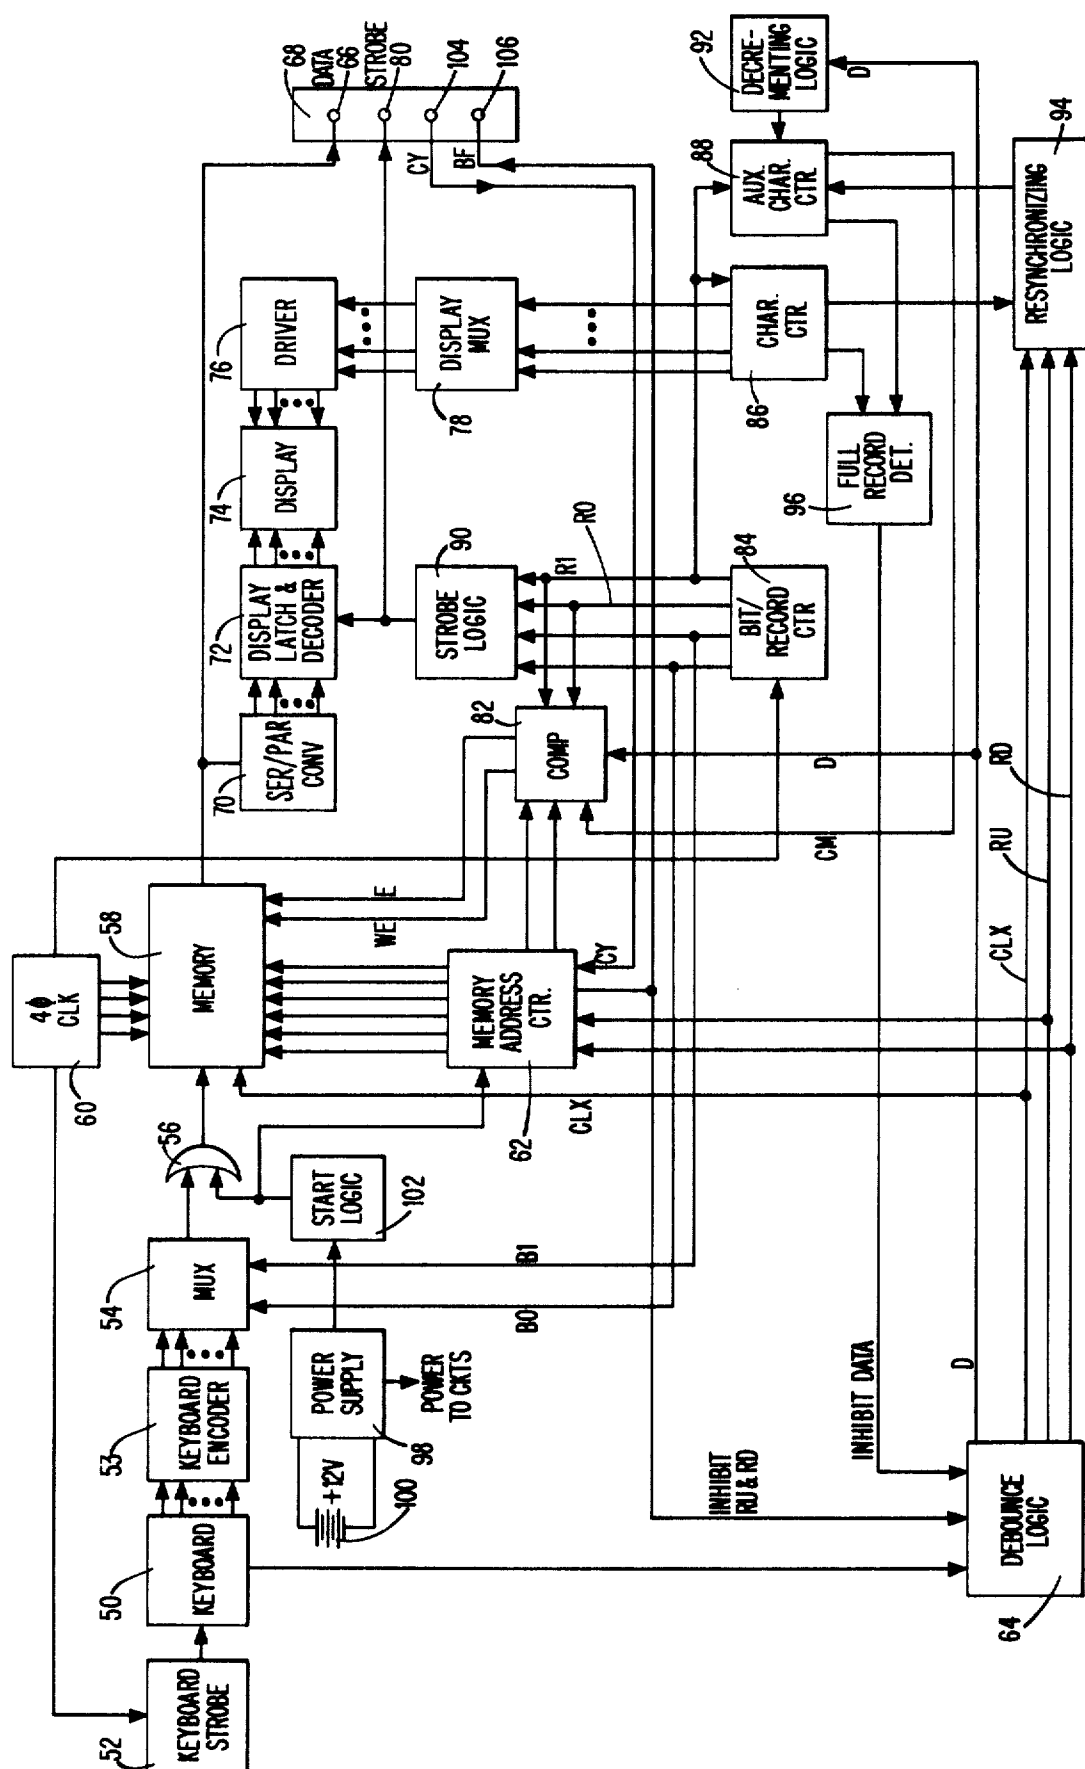 52
KEYBOARD
STROBE
50
KEYBOARD
53
KEYBOARD
ENCODER
54
MUX
56
60
4Φ
CLK
58
MEMORY
70
SER/PAR
CONV
72
DISPLAY
LATCH &
DECODER
74
DISPLAY
76
DRIVER
68
DATA
66
STROBE
80
104
106
CY
BF
+12V
100
POWER
SUPPLY
98
POWER
TO CKTS
START
LOGIC
102
B0
B1
62
MEMORY
ADDRESS
CTR.
CY
CLX
WE
E
82
COMP
CM
D
90
STROBE
LOGIC
R1
R0
84
BIT/
RECORD
CTR
78
DISPLAY
MUX
86
CHAR.
CTR.
88
AUX.
CHAR.
CTR.
92
DECRE-
MENTING
LOGIC
D
96
FULL
RECORD
DET.
INHIBIT
RU & RD
INHIBIT DATA
D
64
DEBOUNCE
LOGIC
CLX
RU
RD
RESYNCHRONIZING
LOGIC
94